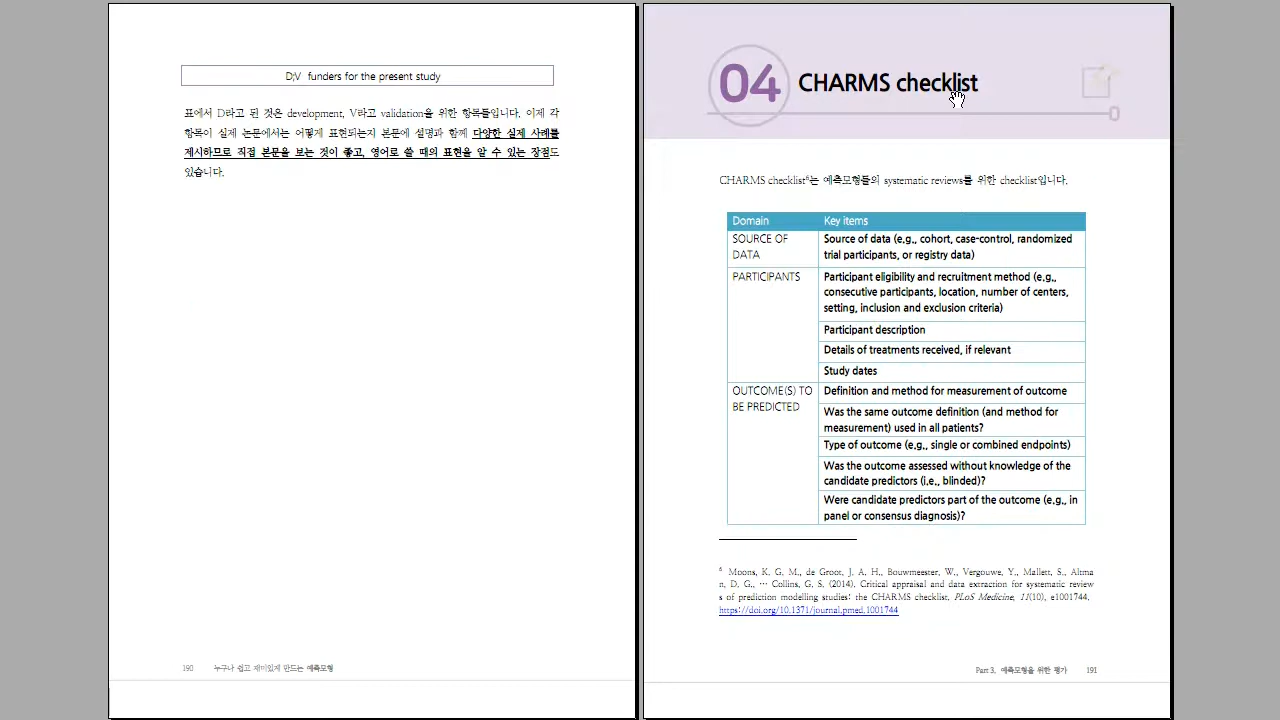 D;V funders for the present study
표에서 D라고 된 것은 development, V라고 validation을 위한 항목들입니다. 이제 각
항목이 실제 논문에서는 어떻게 표현되는지 본문에 설명과 함께 다양한 실제 사례를
제시하므로 직접 본문을 보는 것이 좋고, 영어로 쓸 때의 표현을 알 수 있는 장점도
있습니다.
190 누구나 쉽고 재미있게 만드는 예측모형
04 CHARMS checklist
CHARMS checklist⁶는 예측모형들의 systematic reviews를 위한 checklist입니다.
Domain Key items
SOURCE OF DATA
Source of data (e.g., cohort, case-control, randomized
trial participants, or registry data)
PARTICIPANTS
Participant eligibility and recruitment method (e.g.,
consecutive participants, location, number of centers,
setting, inclusion and exclusion criteria)
Participant description
Details of treatments received, if relevant
Study dates
OUTCOME(S) TO BE PREDICTED
Definition and method for measurement of outcome
Was the same outcome definition (and method for
measurement) used in all patients?
Type of outcome (e.g., single or combined endpoints)
Was the outcome assessed without knowledge of the
candidate predictors (i.e., blinded)?
Were candidate predictors part of the outcome (e.g., in
panel or consensus diagnosis)?
⁶ Moons, K. G. M., de Groot, J. A. H., Bouwmeester, W., Vergouwe, Y., Mallett, S., Altma
n, D. G., … Collins, G. S. (2014). Critical appraisal and data extraction for systematic review
s of prediction modelling studies: the CHARMS checklist. PLoS Medicine, 11(10), e1001744.
https://doi.org/10.1371/journal.pmed.1001744
Part 3. 예측모형을 위한 평가 191